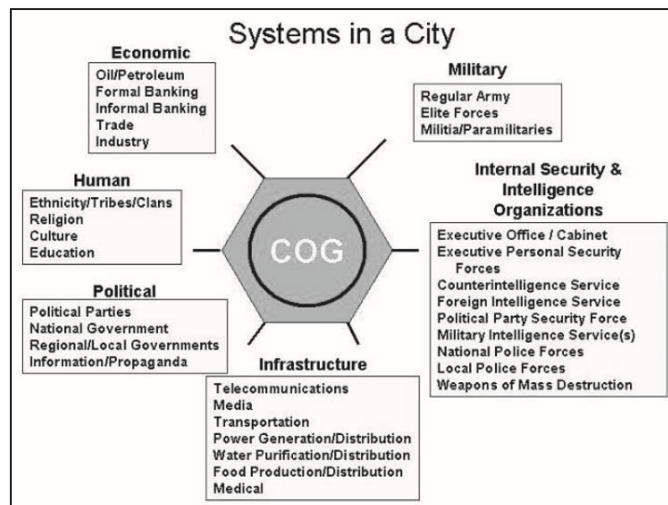 Systems in a City
Economic
Oil/Petroleum
Formal Banking
Informal Banking
Trade
Industry
Military
Regular Army
Elite Forces
Militia/Paramilitaries
Human
Ethnicity/Tribes/Clans
Religion
Culture
Education
COG
Internal Security &
Intelligence
Organizations
Executive Office / Cabinet
Executive Personal Security
Forces
Counterintelligence Service
Foreign Intelligence Service
Political Party Security Force
Military Intelligence Service(s)
National Police Forces
Local Police Forces
Weapons of Mass Destruction
Political
Political Parties
National Government
Regional/Local Governments
Information/Propaganda
Infrastructure
Telecommunications
Media
Transportation
Power Generation/Distribution
Water Purification/Distribution
Food Production/Distribution
Medical